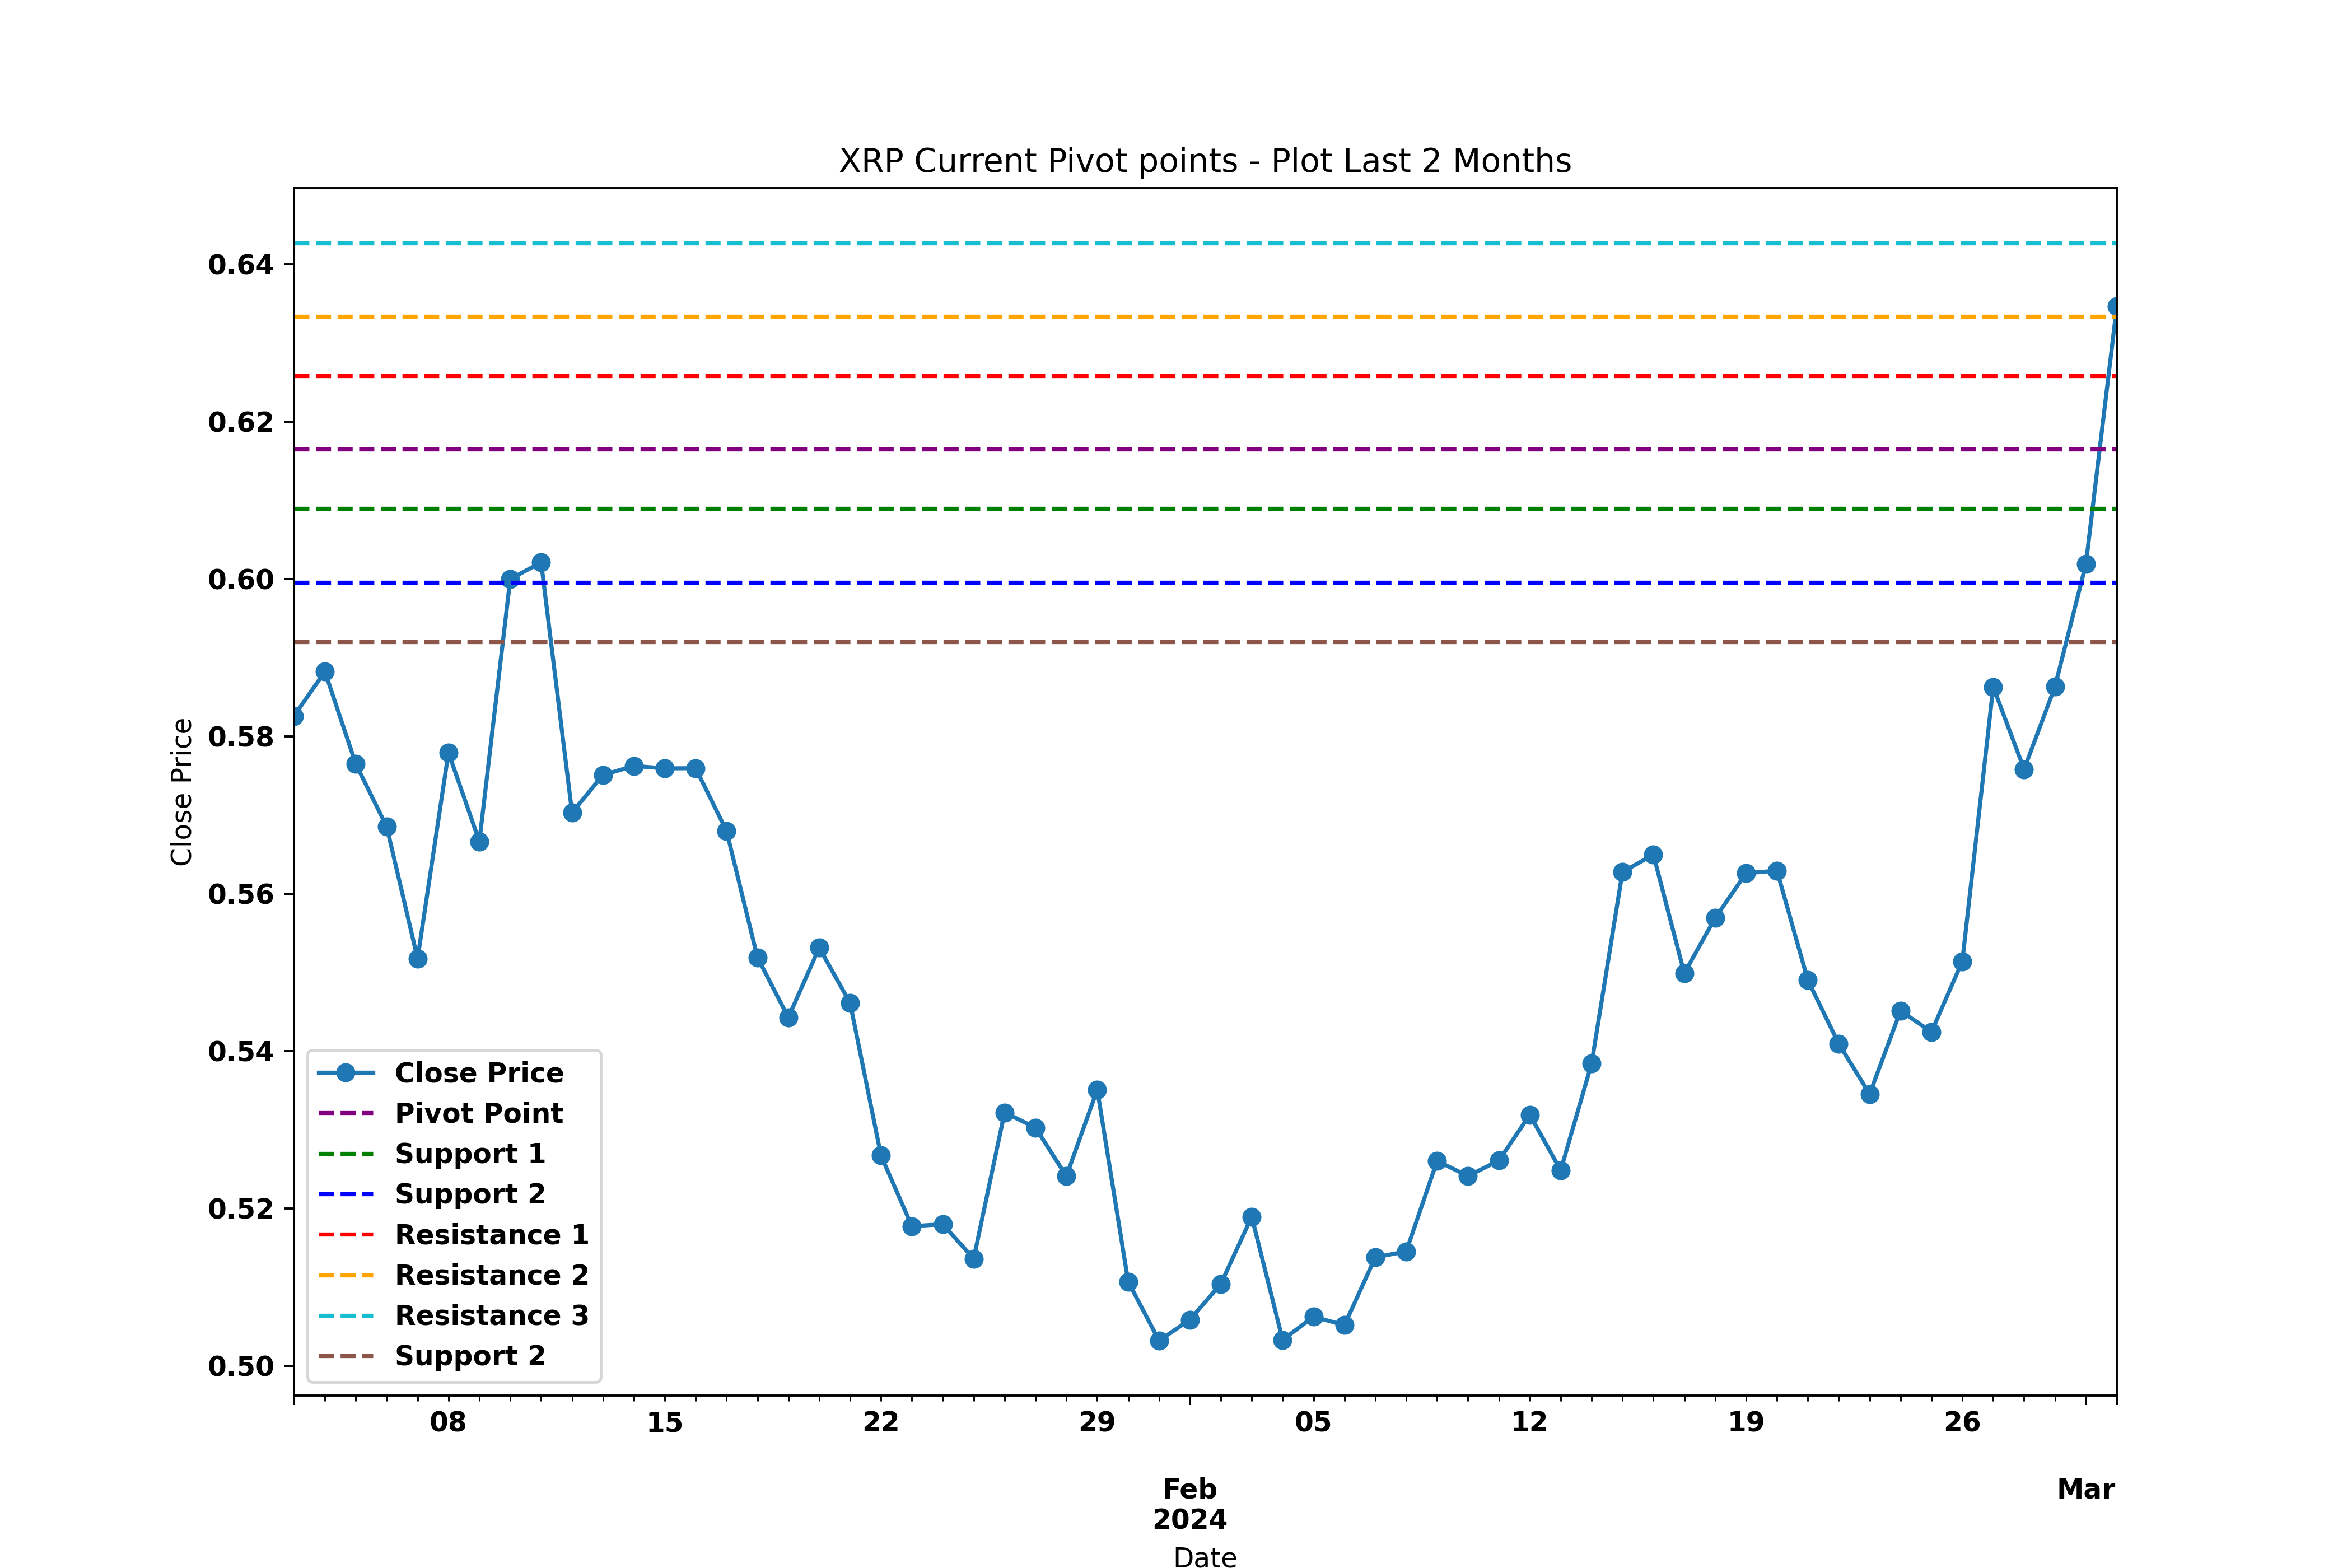 XRP Current Pivot points - Plot Last 2 Months
0.64
0.62
0.60
0.58
0.56
0.54
0.52
0.50
Close Price
Close Price
Pivot Point
Support 1
Support 2
Resistance 1
Resistance 2
Resistance 3
Support 2
08 15 22 29 05 12 19 26
Feb Mar
2024
Date